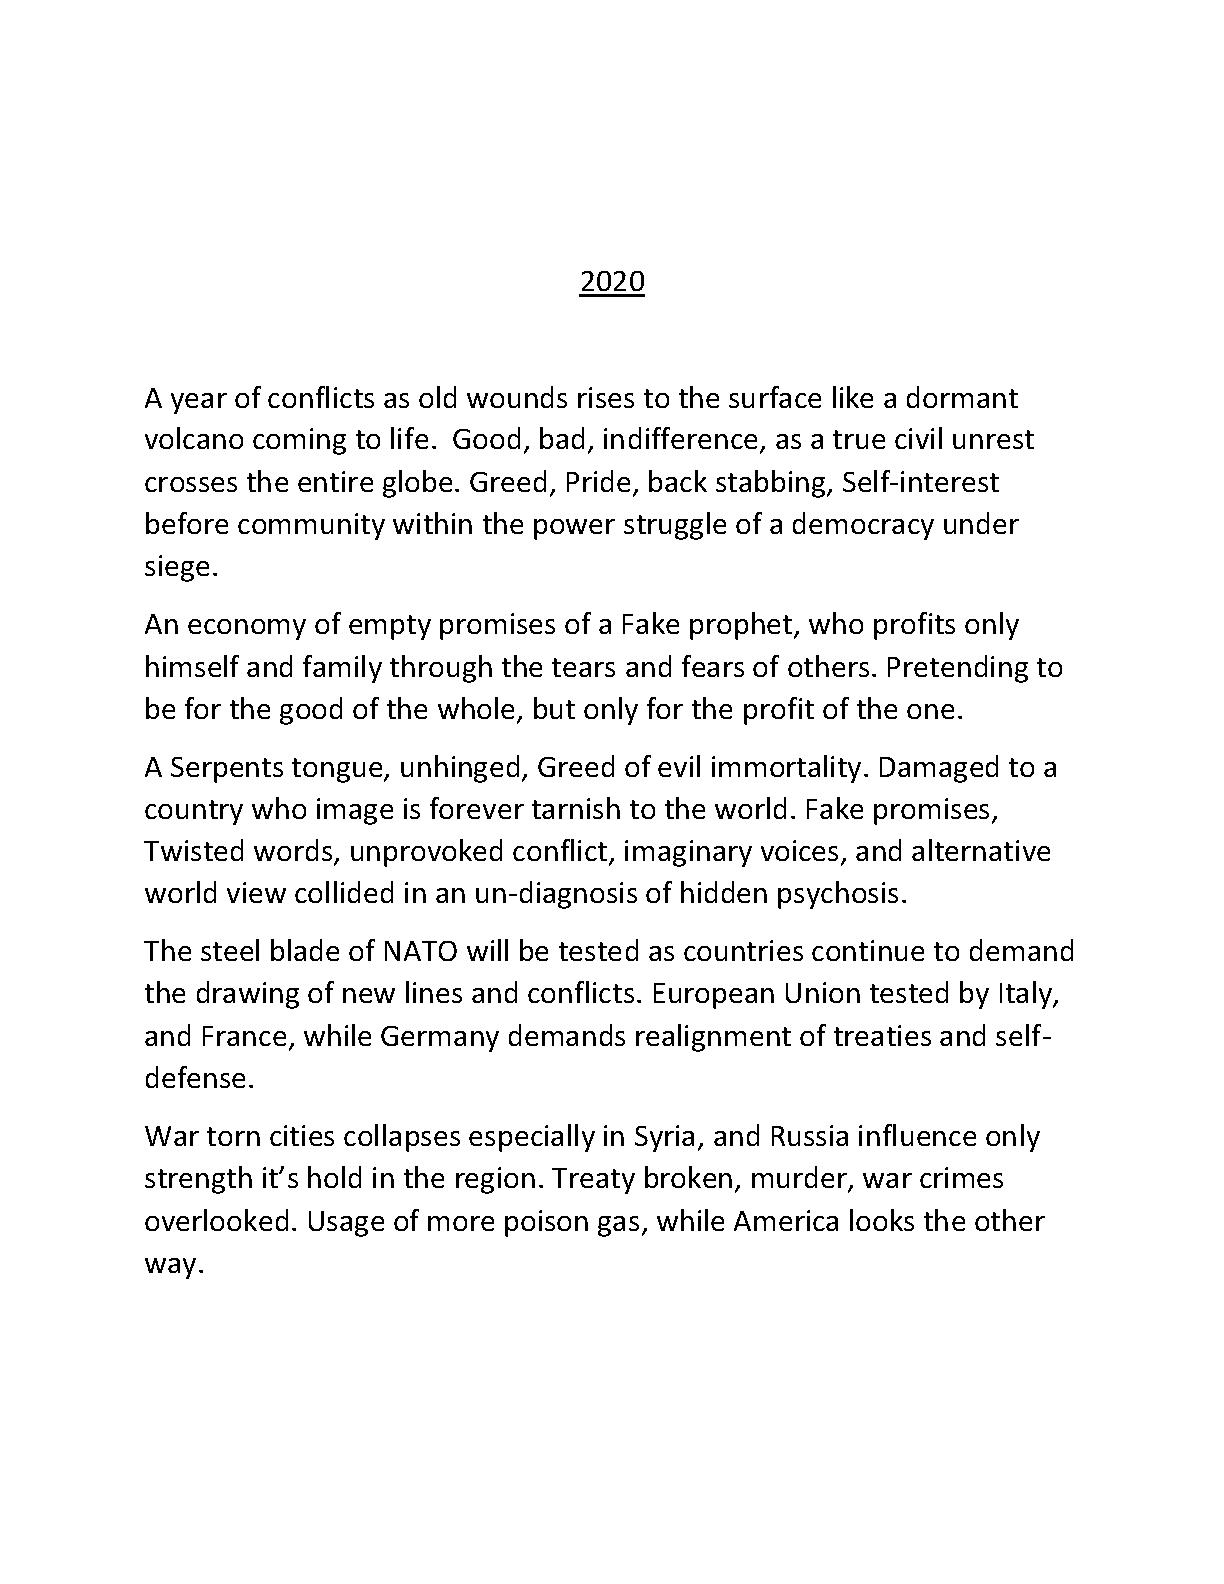 2020
A year of conflicts as old wounds rises to the surface like a dormant
volcano coming to life.  Good, bad, indifference, as a true civil unrest
crosses the entire globe. Greed, Pride, back stabbing, Self-interest
before community within the power struggle of a democracy under
siege.
An economy of empty promises of a Fake prophet, who profits only
himself and family through the tears and fears of others. Pretending to
be for the good of the whole, but only for the profit of the one.
A Serpents tongue, unhinged, Greed of evil immortality. Damaged to a
country who image is forever tarnish to the world. Fake promises,
Twisted words, unprovoked conflict, imaginary voices, and alternative
world view collided in an un-diagnosis of hidden psychosis.
The steel blade of NATO will be tested as countries continue to demand
the drawing of new lines and conflicts. European Union tested by Italy,
and France, while Germany demands realignment of treaties and self-
defense.
War torn cities collapses especially in Syria, and Russia influence only
strength it’s hold in the region. Treaty broken, murder, war crimes
overlooked. Usage of more poison gas, while America looks the other
way.